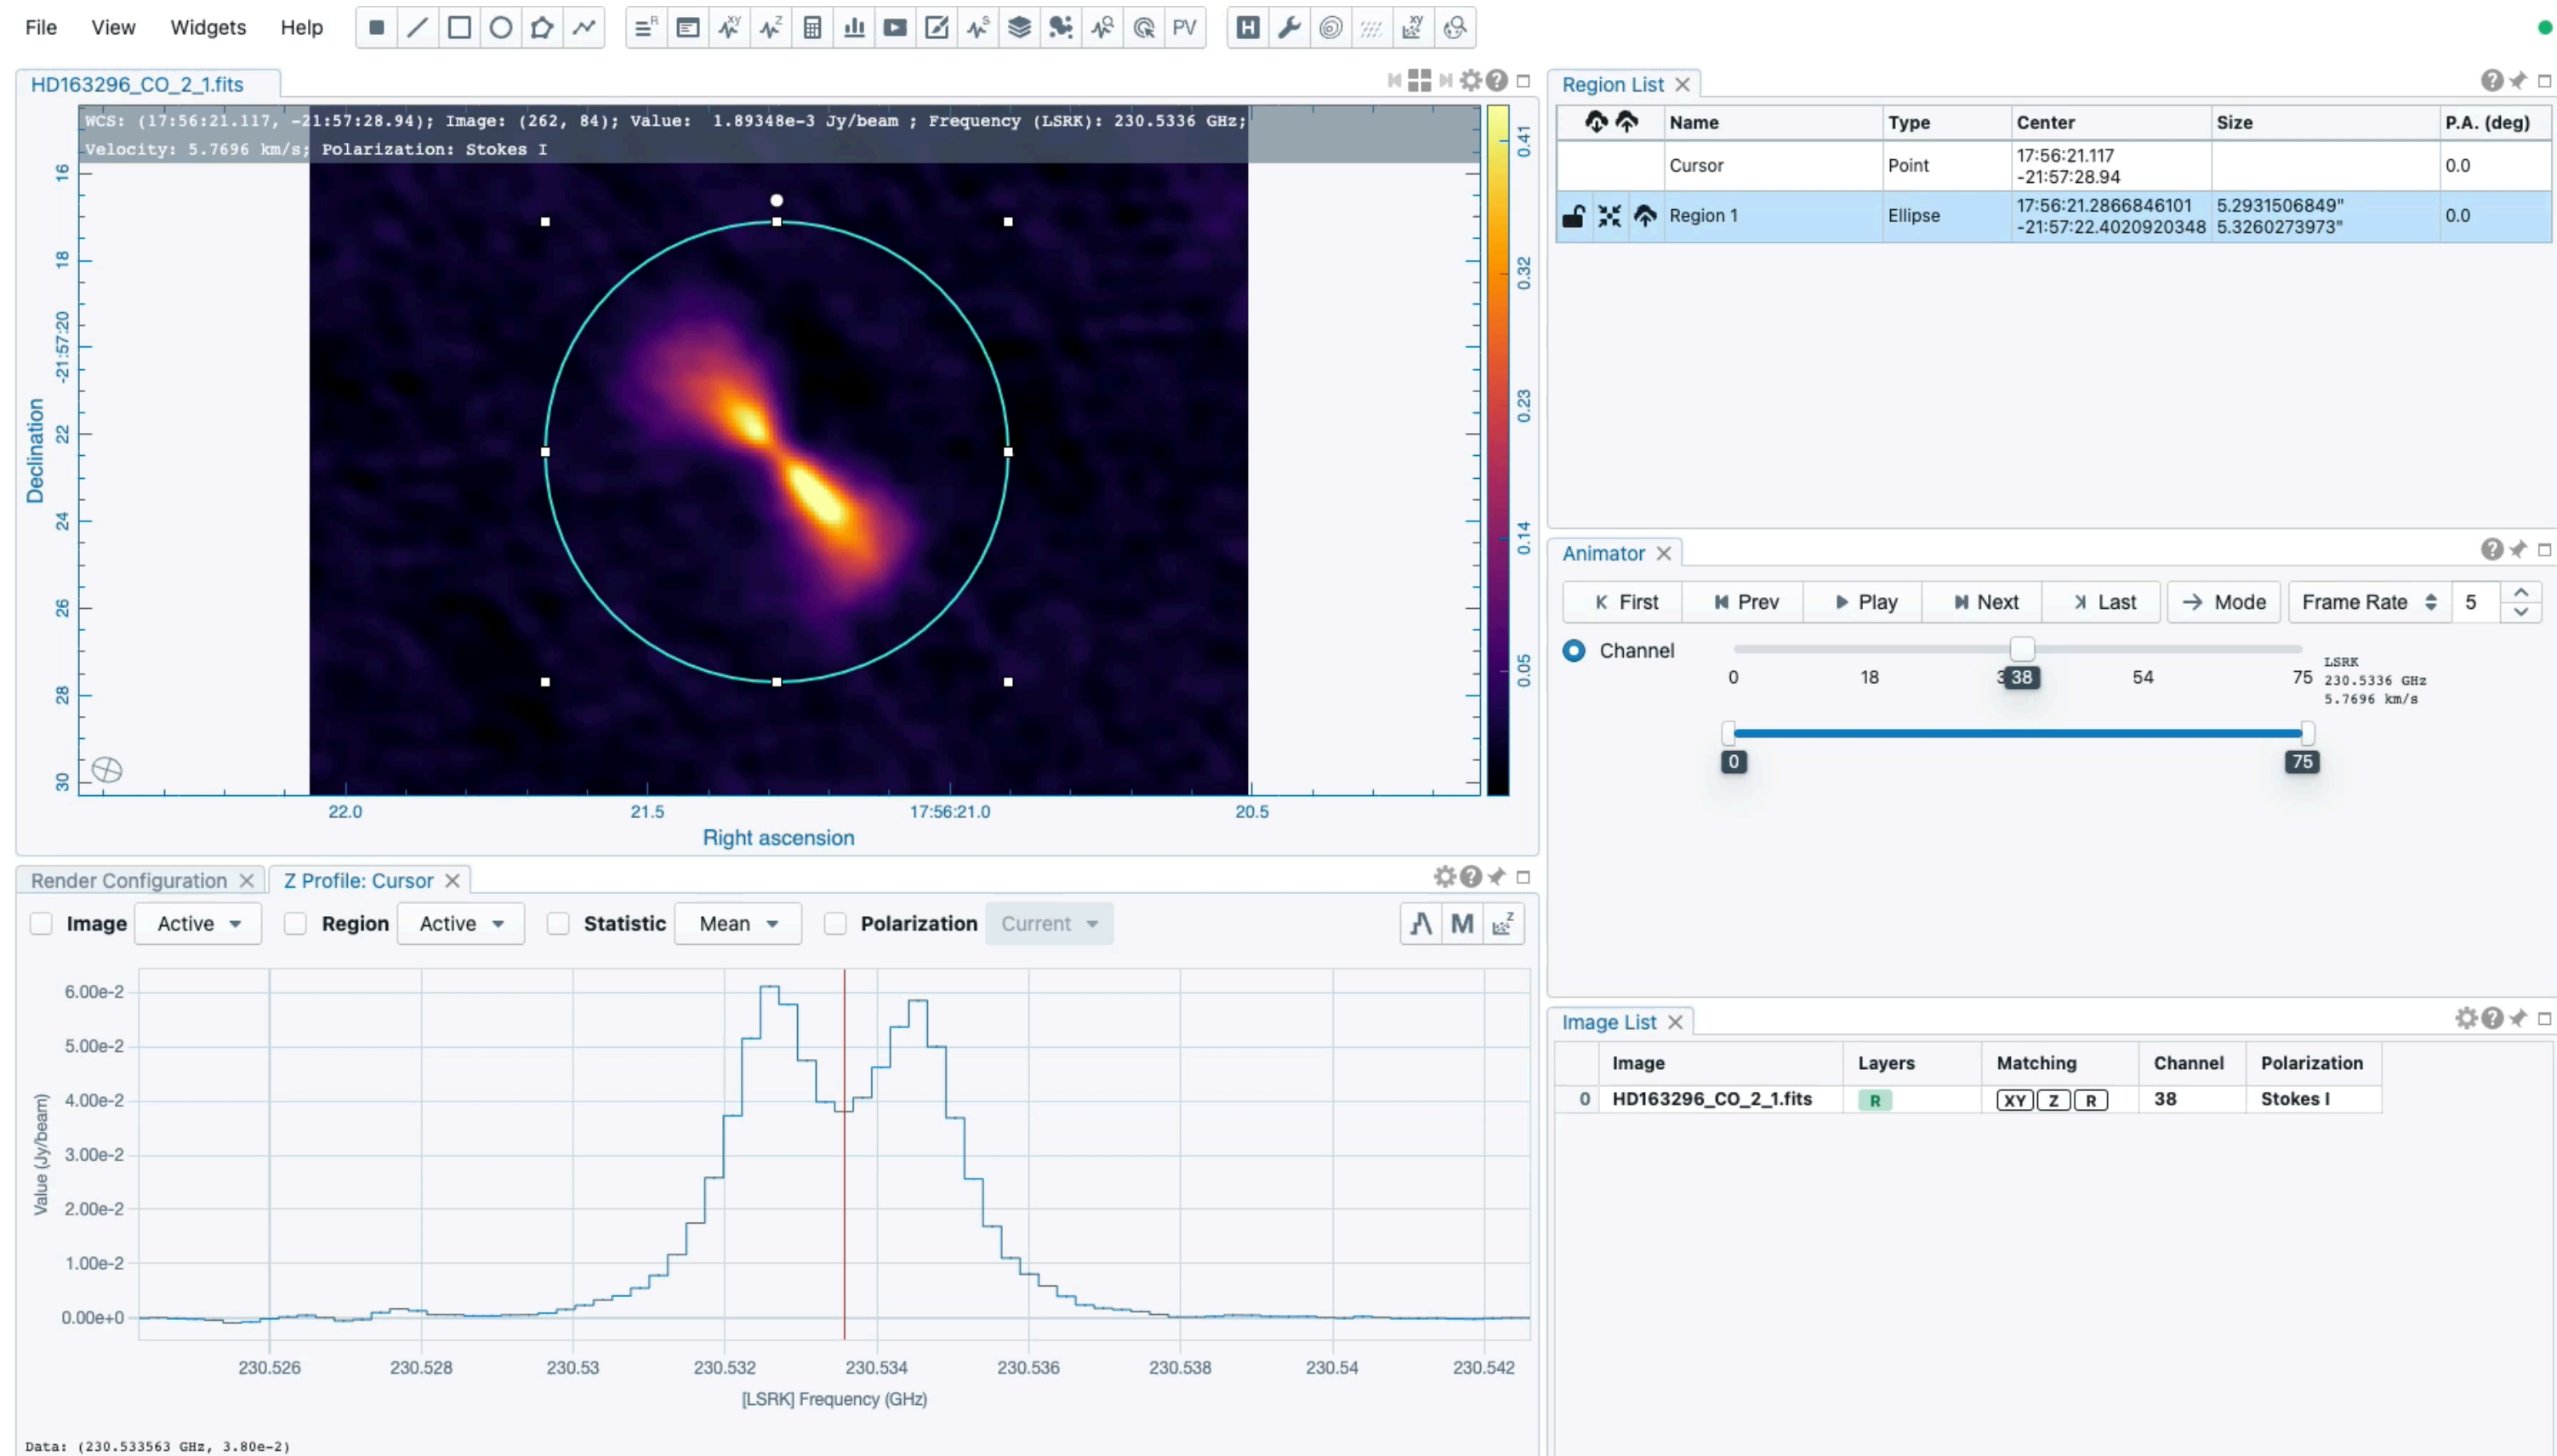 File View Widgets Help
R XY Z S PV H XY
HD163296_CO_2_1.fits
WCS: (17:56:21.117, -21:57:28.94); Image: (262, 84); Value:  1.89348e-3 Jy/beam ; Frequency (LSRK): 230.5336 GHz;
Velocity: 5.7696 km/s; Polarization: Stokes I
Declination
16
18
-21:57:20
22
24
26
28
30
0.41
0.32
0.23
0.14
0.05
22.0 21.5 17:56:21.0 20.5
Right ascension
Region List
Name Type Center Size P.A. (deg)
Cursor Point 17:56:21.117 0.0
-21:57:28.94
Region 1 Ellipse 17:56:21.2866846101 5.2931506849" 0.0
-21:57:22.4020920348 5.3260273973"
Animator
First Prev Play Next Last Mode Frame Rate 5
Channel
0 18 38 54 75
LSRK
230.5336 GHz
5.7696 km/s
0 75
Render Configuration Z Profile: Cursor
Image Active Region Active Statistic Mean Polarization Current M Z
Value (Jy/beam)
6.00e-2
5.00e-2
4.00e-2
3.00e-2
2.00e-2
1.00e-2
0.00e+0
230.526 230.528 230.53 230.532 230.534 230.536 230.538 230.54 230.542
[LSRK] Frequency (GHz)
Data: (230.533563 GHz, 3.80e-2)
Image List
Image Layers Matching Channel Polarization
0 HD163296_CO_2_1.fits R XY Z R 38 Stokes I